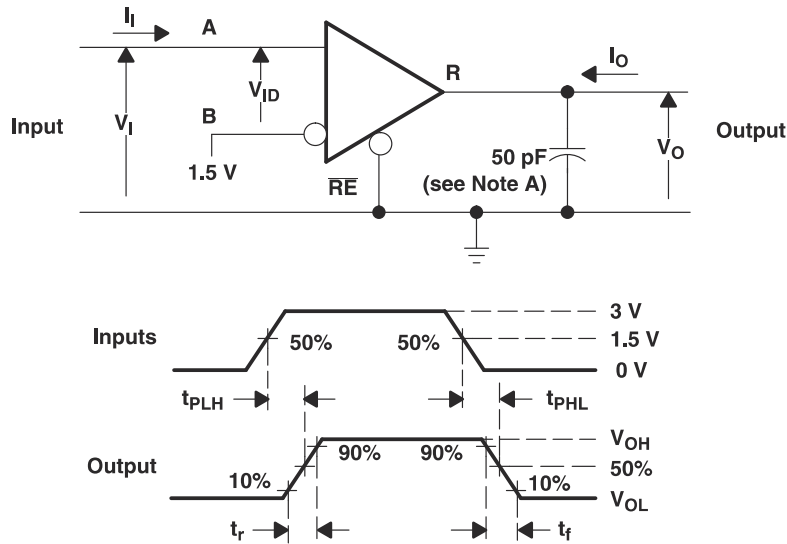 I_I
A
R
I_O
V_ID
B
Input
V_I
Output
V_O
50 pF
(see Note A)
1.5 V
R̅E̅
3 V
Inputs
50%
50%
1.5 V
0 V
t_PLH
t_PHL
V_OH
90%
90%
Output
50%
10%
10%
V_OL
t_r
t_f